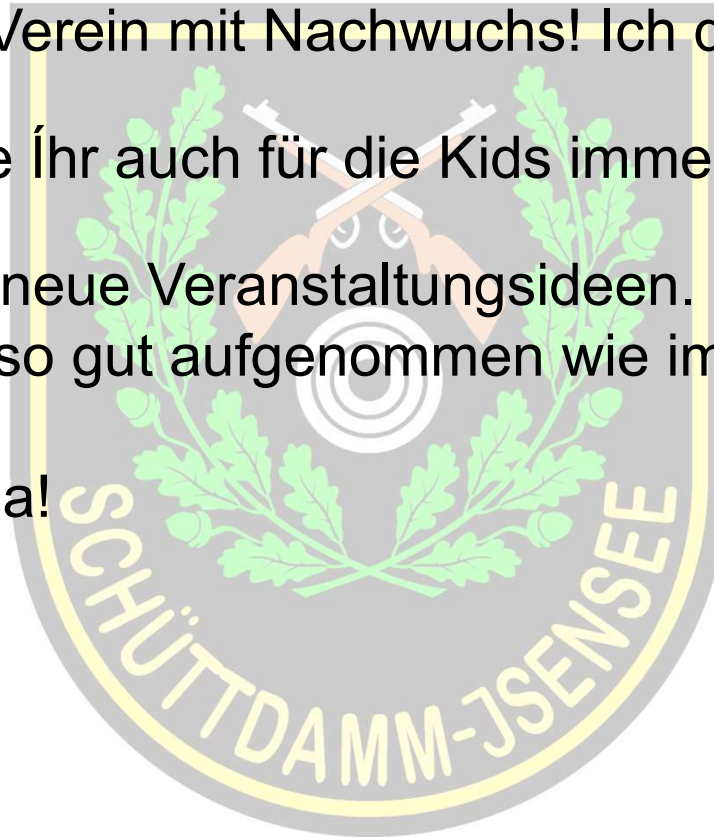 Verein mit Nachwuchs! Ich d
e Íhr auch für die Kids imme
neue Veranstaltungsideen.
so gut aufgenommen wie im
a!
SCHÜTTDAMM-JSENSEE